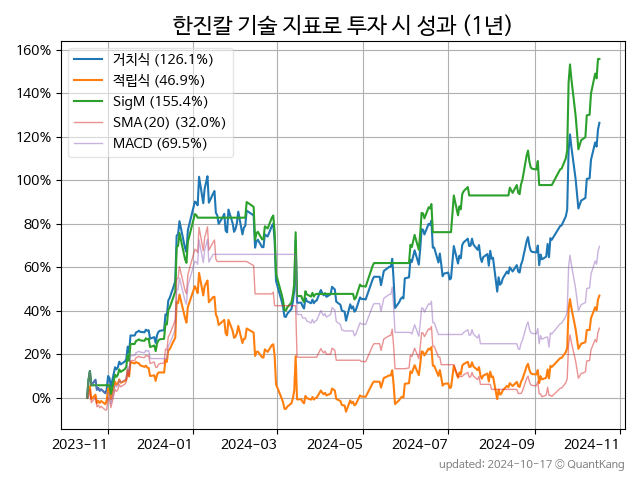 한진칼 기술 지표로 투자 시 성과 (1년)
160%
140%
120%
100%
80%
60%
40%
20%
0%
거치식 (126.1%)
적립식 (46.9%)
SigM (155.4%)
SMA(20) (32.0%)
MACD (69.5%)
2023-11
2024-01
2024-03
2024-05
2024-07
2024-09
2024-11
updated: 2024-10-17 © QuantKang